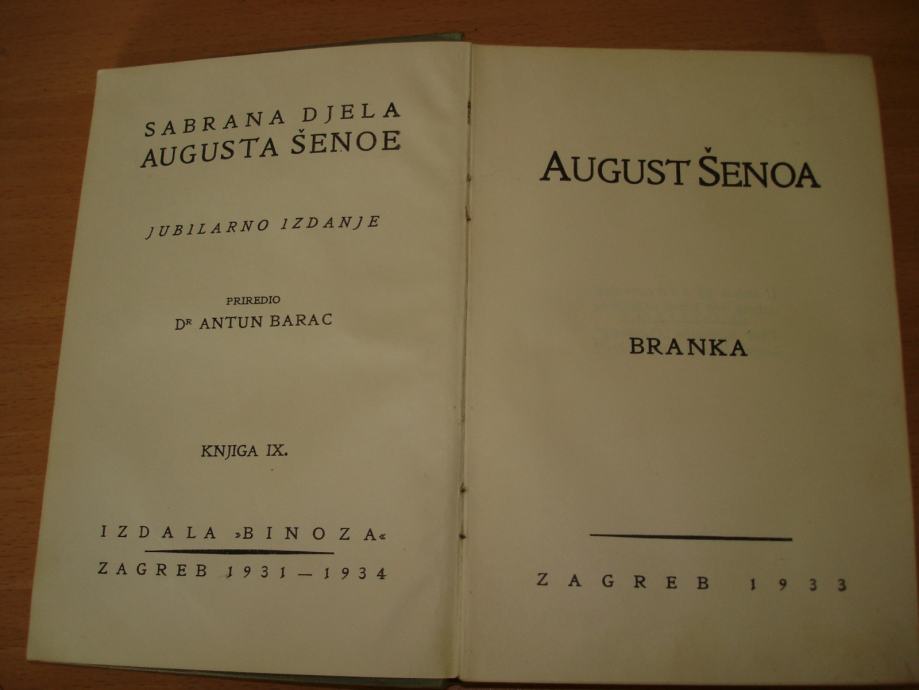 SABRANA DJELA
AUGUSTA ŠENOE
JUBILARNO IZDANJE
PRIREDIO
DR ANTUN BARAC
KNJIGA IX.
IZDALA »BINOZA«
ZAGREB 1931 — 1934
AUGUST ŠENOA
BRANKA
ZAGREB 1933